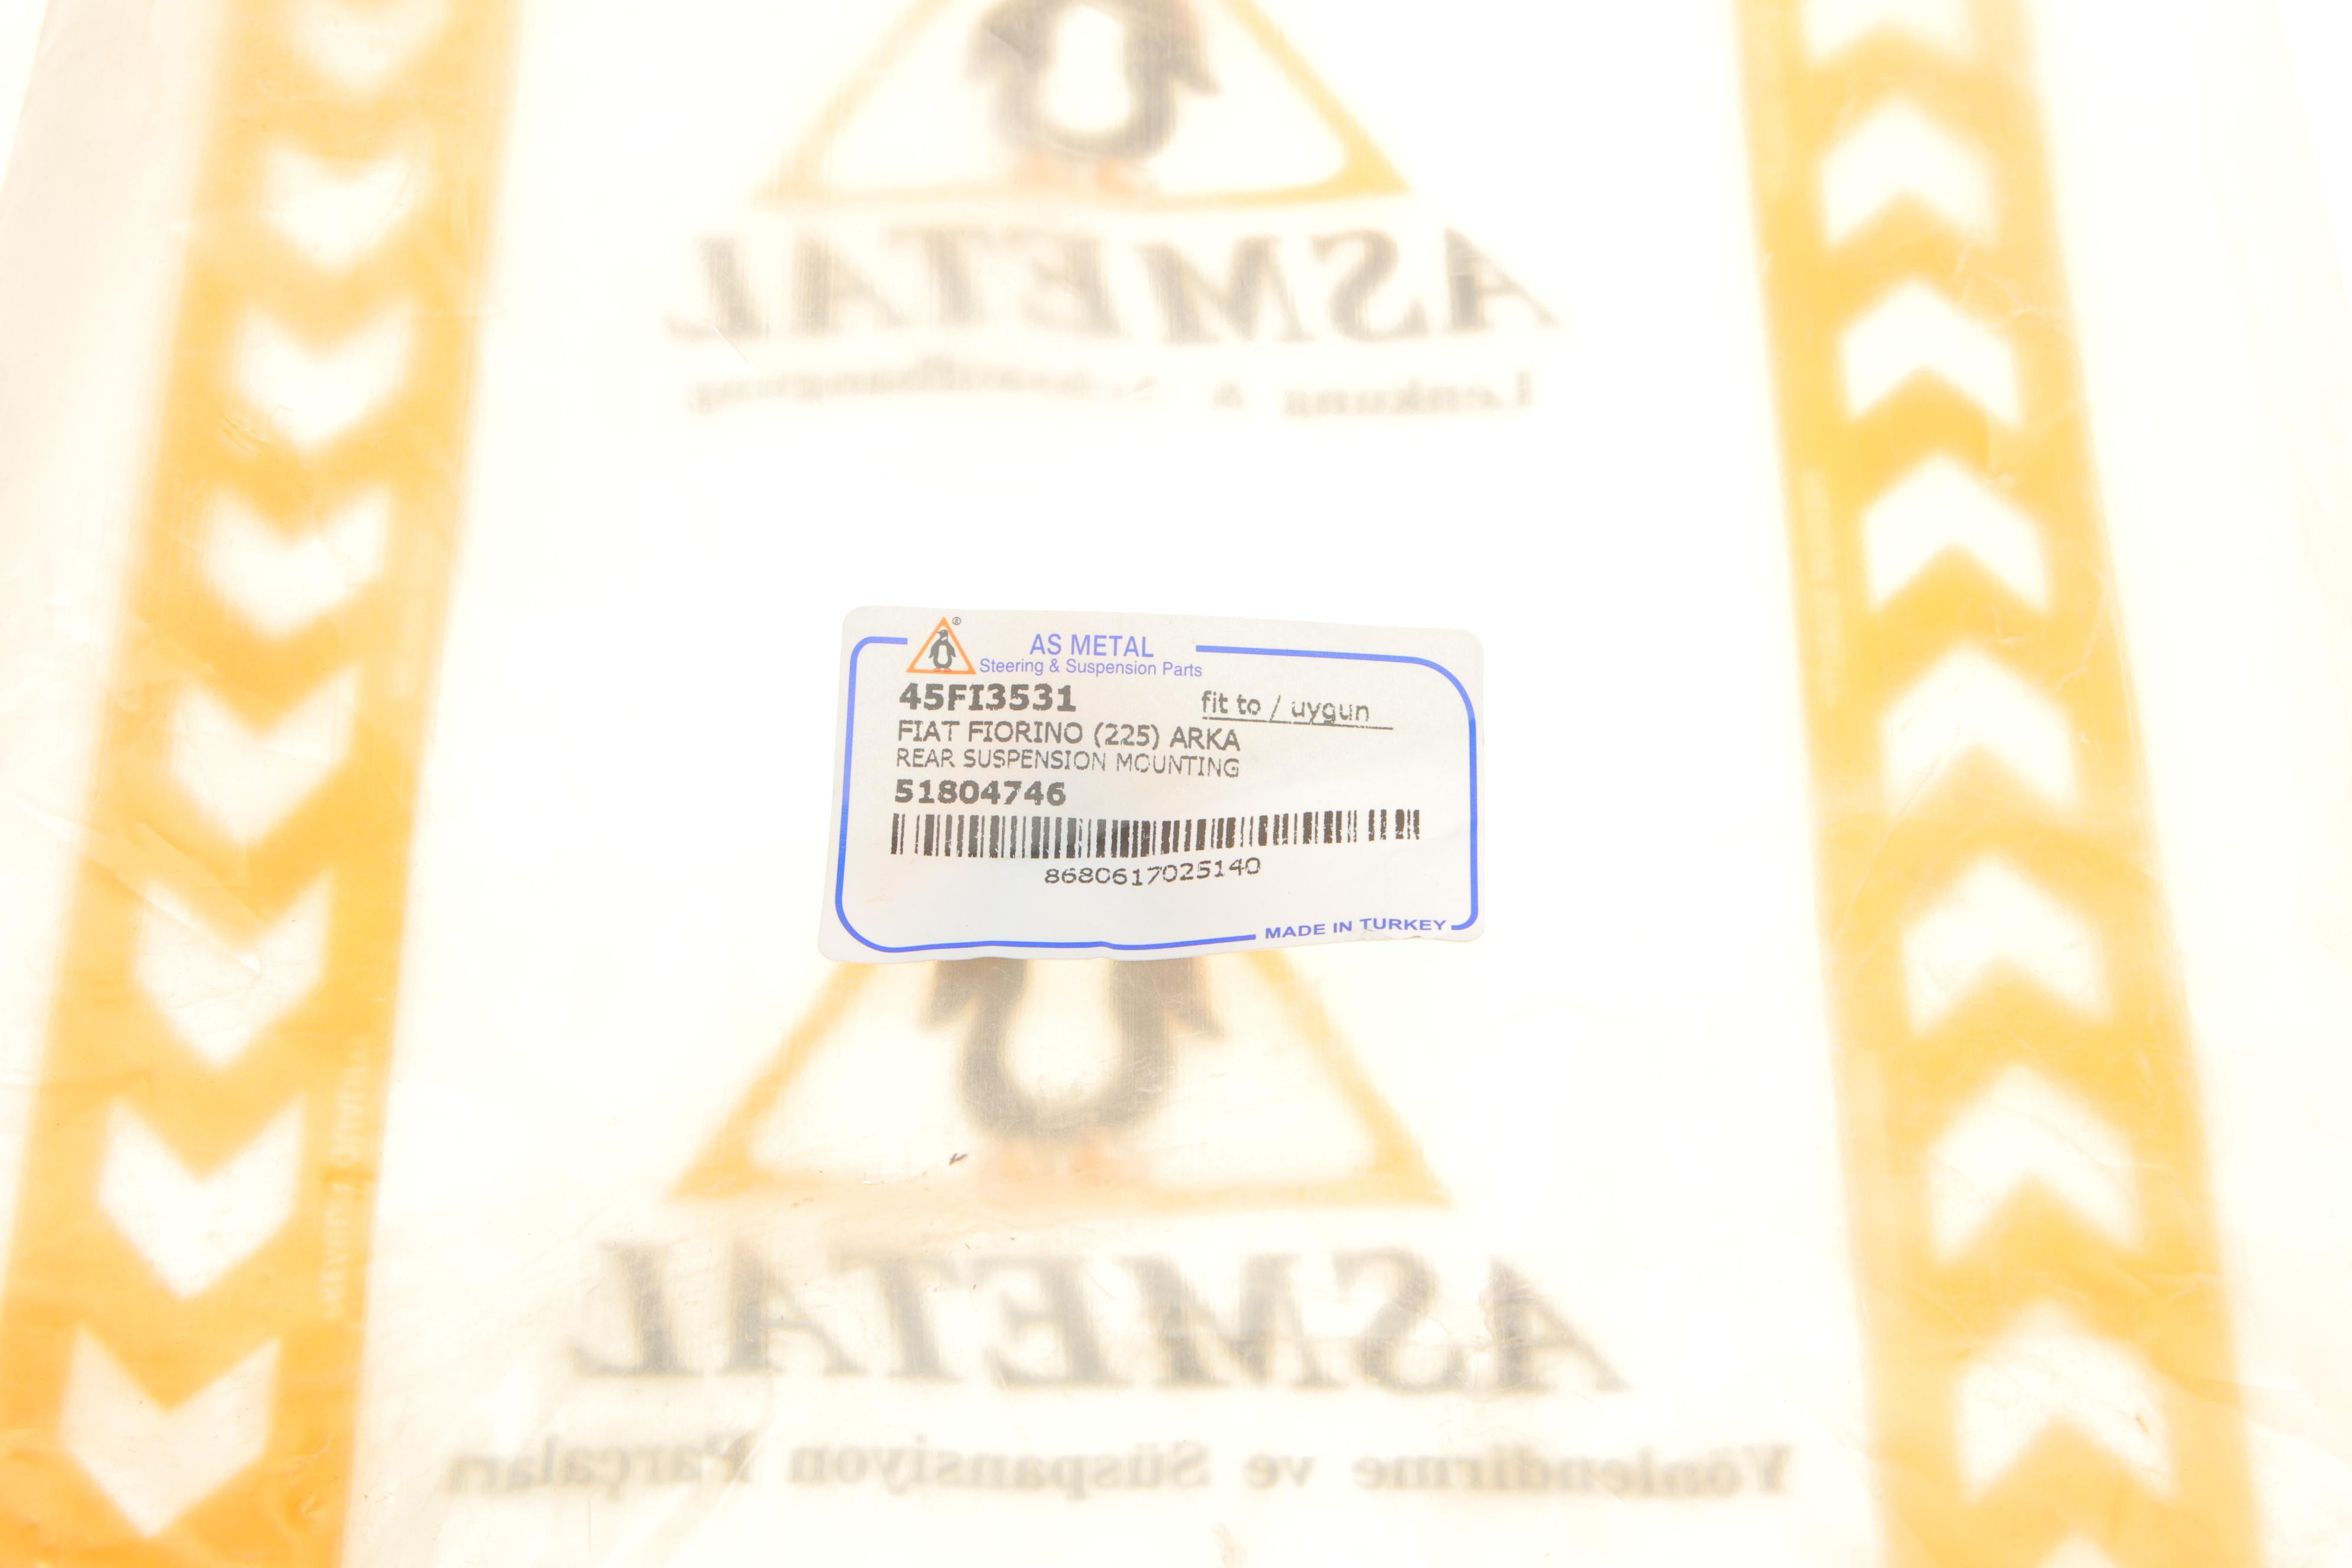 ASMETAL
Lenkung &
®
AS METAL
Steering & Suspension Parts
45FI3531
fit to / uygun
FIAT FIORINO (225) ARKA
REAR SUSPENSION MOUNTING
51804746
8680617025140
MADE IN TURKEY
ASMETAL
Yönlendirme ve Süspansiyon Parçaları